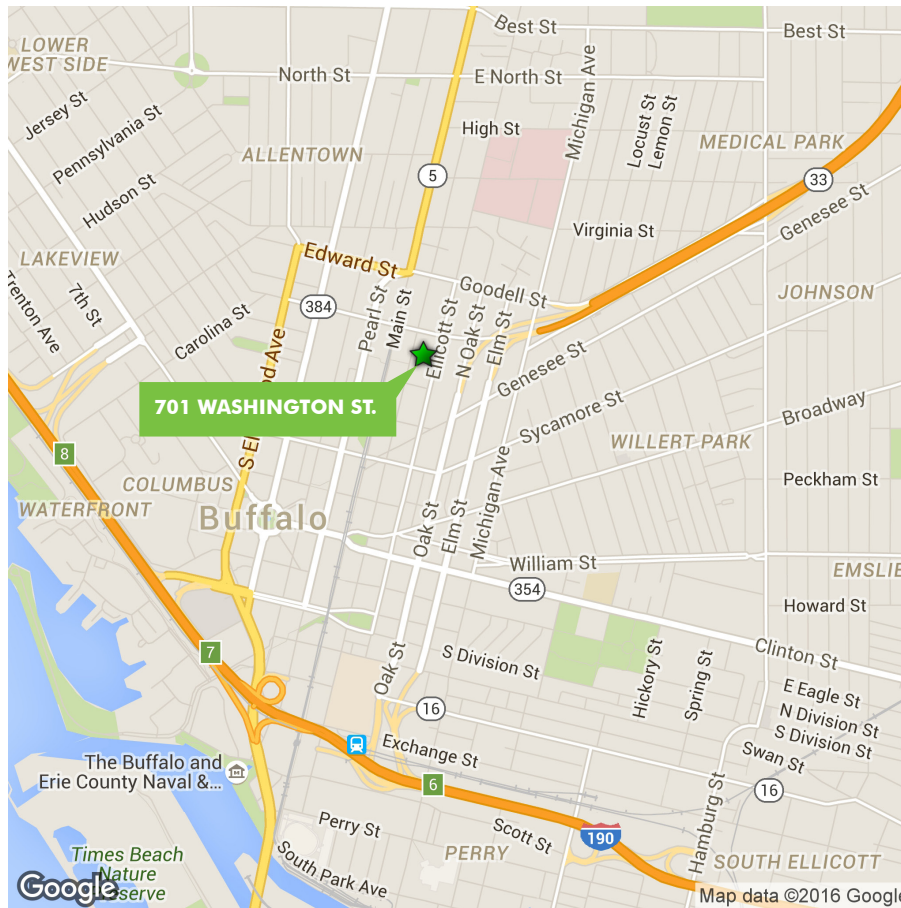 Best St
Best St
LOWER
WEST SIDE
North St
E North St
Jersey St
Pennsylvania St
High St
Michigan Ave
Locust St
Lemon St
MEDICAL PARK
ALLENTOWN
5
33
Hudson St
Virginia St
Genesee St
LAKEVIEW
Edward St
Goodell St
JOHNSON
Trenton Ave
7th St
Carolina St
384
Pearl St
Main St
Ellicott St
N Oak St
Elm St
Genesee St
701 WASHINGTON ST.
Sycamore St
Broadway
WILLERT PARK
8
COLUMBUS
WATERFRONT
Buffalo
Oak St
Elm St
Michigan Ave
Peckham St
William St
354
EMSLIE
Howard St
Clinton St
7
S Division St
Oak St
16
Hickory St
Spring St
E Eagle St
N Division St
S Division St
Swan St
Exchange St
16
The Buffalo and
Erie County Naval &...
6
Hamburg St
Perry St
Scott St
190
PERRY
South Park Ave
SOUTH ELLICOTT
Times Beach
Nature
Google
Map data ©2016 Google